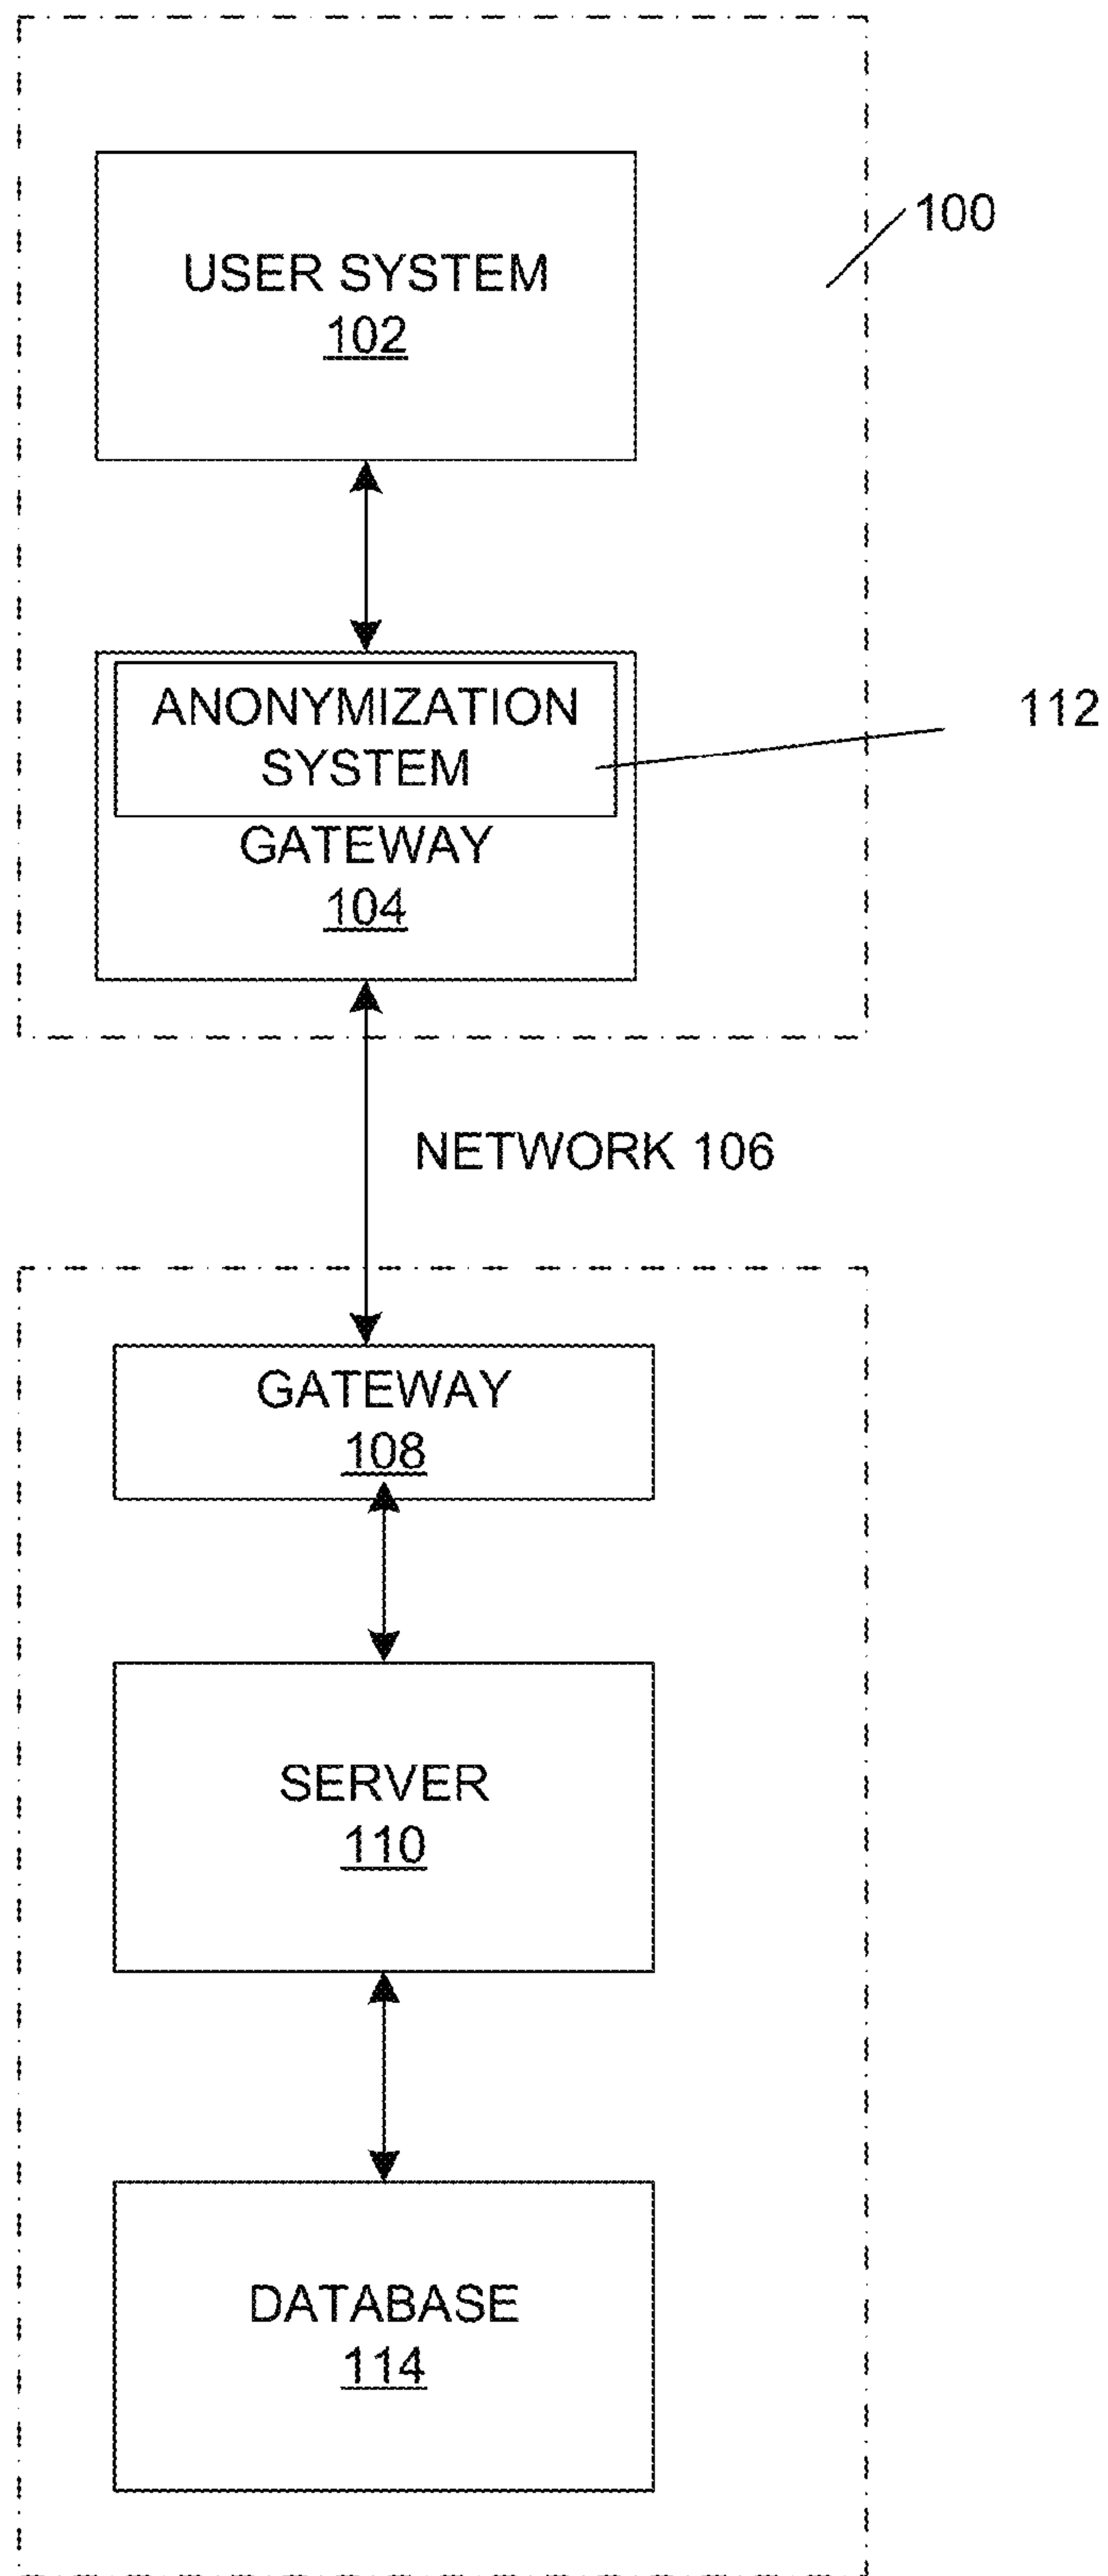 100
USER SYSTEM
102
ANONYMIZATION
SYSTEM
112
GATEWAY
104
NETWORK 106
GATEWAY
108
SERVER
110
DATABASE
114